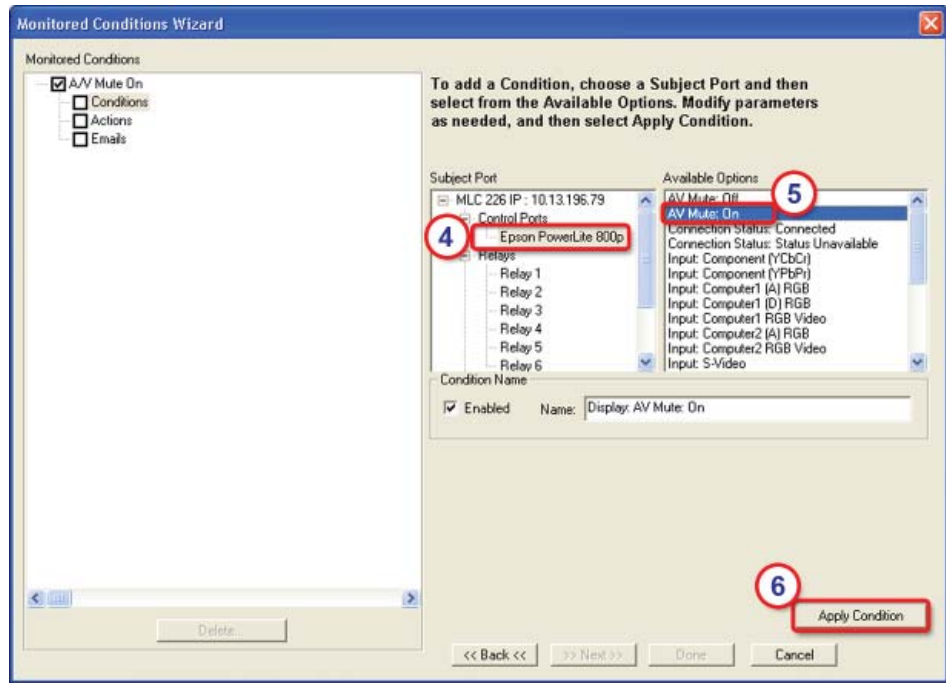 Monitored Conditions Wizard
Monitored Conditions
A/V Mute On
Conditions
Actions
Emails
To add a Condition, choose a Subject Port and then
select from the Available Options. Modify parameters
as needed, and then select Apply Condition.
Subject Port
MLC 226 IP : 10.13.196.79
Control Ports
4
Epson PowerLite 800p
Relays
Relay 1
Relay 2
Relay 3
Relay 4
Relay 5
Relay 6
Available Options
5
AV Mute: Off
AV Mute: On
Connection Status: Connected
Connection Status: Status Unavailable
Input: Component (YCbCr)
Input: Component (YPbPr)
Input: Computer1 (A) RGB
Input: Computer1 (D) RGB
Input: Computer1 RGB Video
Input: Computer2 (A) RGB
Input: Computer2 RGB Video
Input: S-Video
Condition Name
Enabled
Name: Display: AV Mute: On
6
Apply Condition
Delete...
<< Back <<
>> Next >>
Done
Cancel